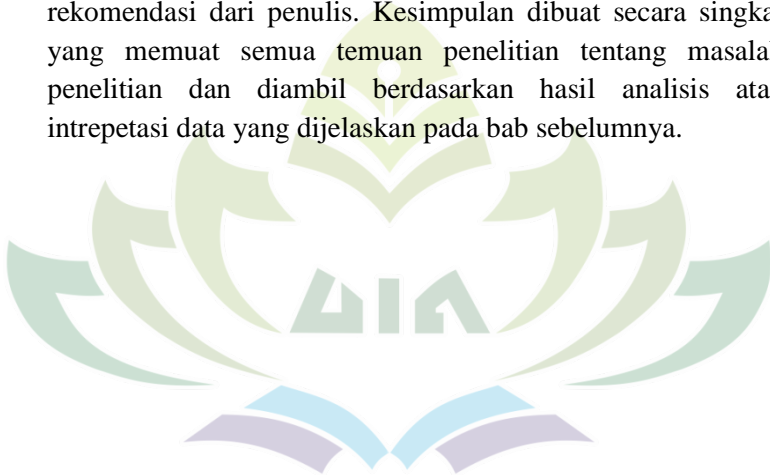 rekomendasi dari penulis. Kesimpulan dibuat secara singka
yang memuat semua temuan penelitian tentang masala
penelitian dan diambil berdasarkan hasil analisis ata
intrepetasi data yang dijelaskan pada bab sebelumnya.
UIN